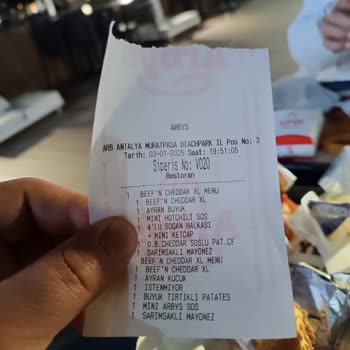 ARBYS
ARB ANTALYA MURATPASA BEACHPARK IL Pos No: 3
Tarih: 03-01-2025 Saat: 19:51:05
Siparis No: V020
Restoran
1 BEEF'N CHEDDAR XL MENU
1 BEEF'N CHEDDAR XL
1 AYRAN BUYUK
1 MINI HOTCHILI SOS
1 4'LU SOGAN HALKASI
1 + MINI KETCAP
1 O.B.CHEDDAR SOSLU PAT.CF
1 SARIMSAKLI MAYONEZ
BEEF'N CHEDDAR XL MENU
1 BEEF'N CHEDDAR XL
1 AYRAN KUCUK
1 ISTENMIYOR
1 BUYUK TIRTIKLI PATATES
1 MINI ARBYS SOS
1 SARIMSAKLI MAYONEZ